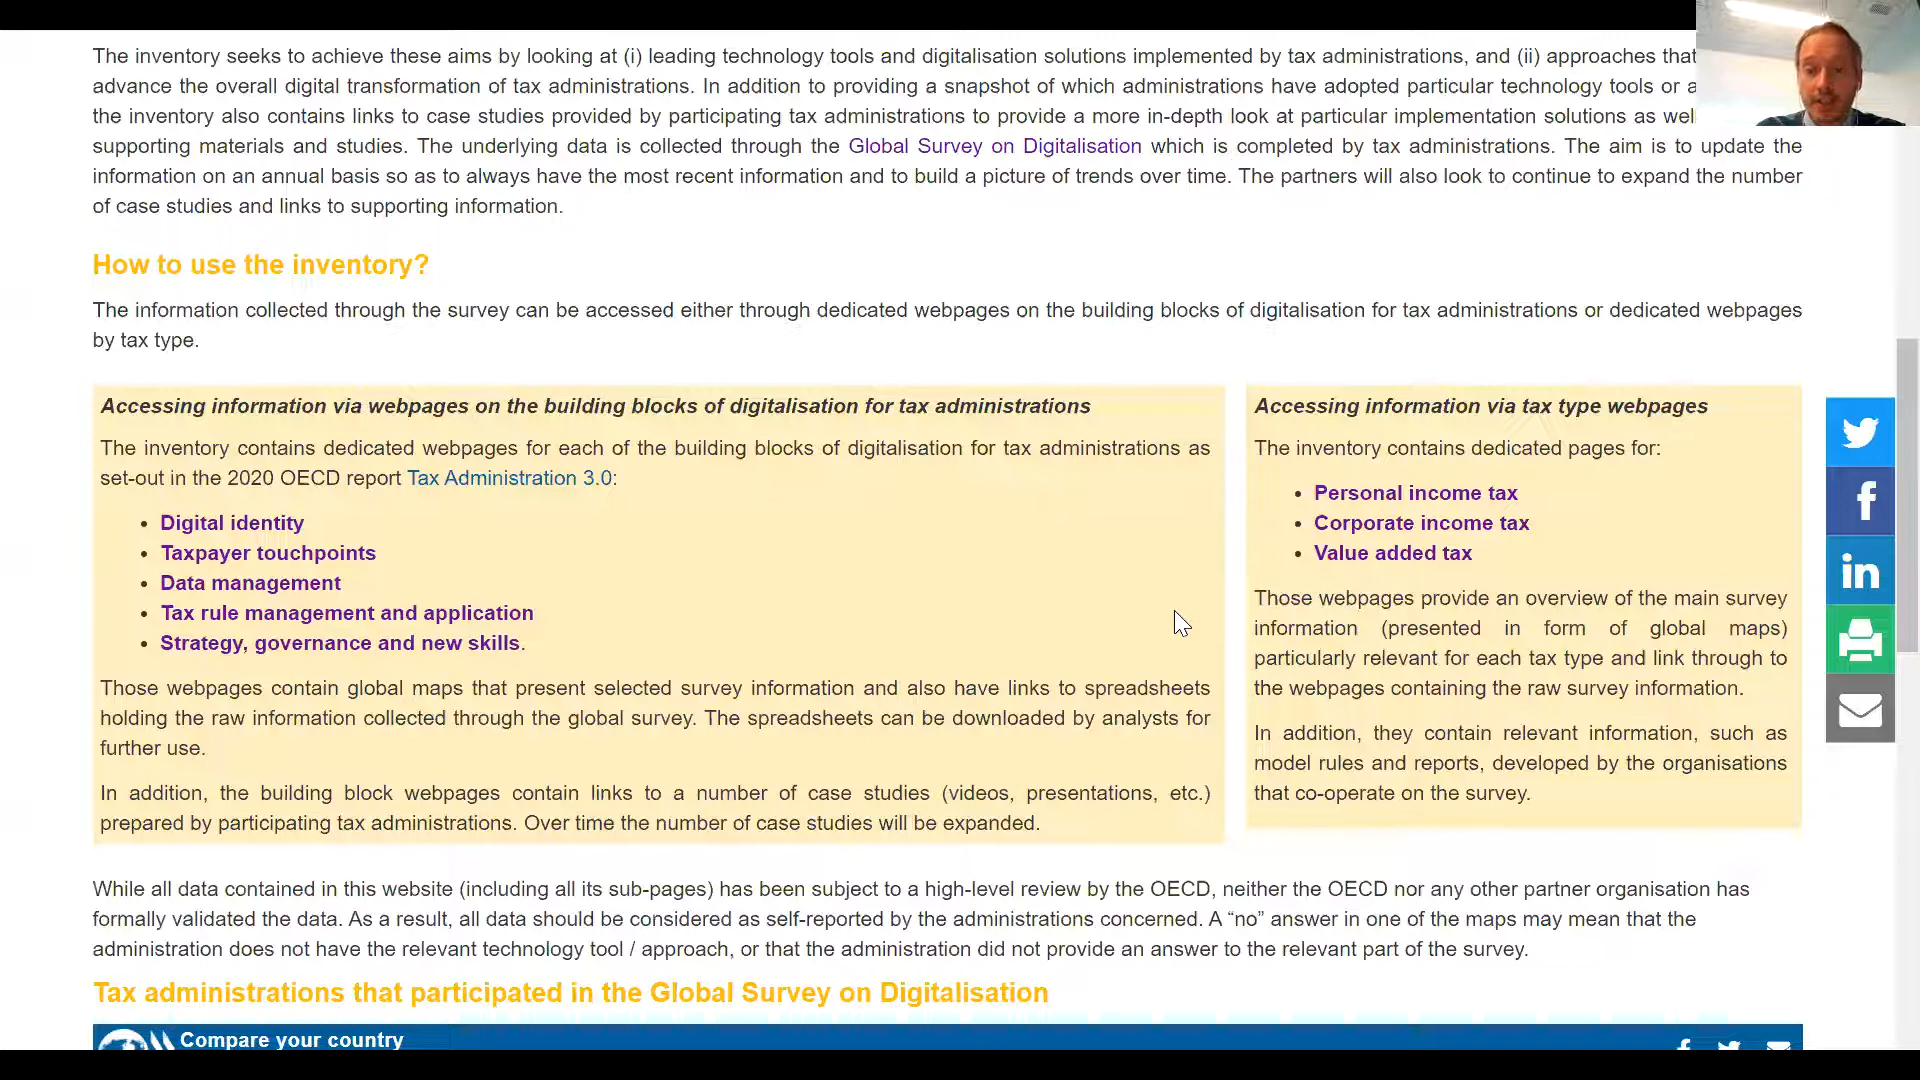 The inventory seeks to achieve these aims by looking at (i) leading technology tools and digitalisation solutions implemented by tax administrations, and (ii) approaches that
advance the overall digital transformation of tax administrations. In addition to providing a snapshot of which administrations have adopted particular technology tools or a
the inventory also contains links to case studies provided by participating tax administrations to provide a more in-depth look at particular implementation solutions as wel
supporting materials and studies. The underlying data is collected through the Global Survey on Digitalisation which is completed by tax administrations. The aim is to update the
information on an annual basis so as to always have the most recent information and to build a picture of trends over time. The partners will also look to continue to expand the number
of case studies and links to supporting information.
How to use the inventory?
The information collected through the survey can be accessed either through dedicated webpages on the building blocks of digitalisation for tax administrations or dedicated webpages
by tax type.
Accessing information via webpages on the building blocks of digitalisation for tax administrations
The inventory contains dedicated webpages for each of the building blocks of digitalisation for tax administrations as
set-out in the 2020 OECD report Tax Administration 3.0:
• Digital identity
• Taxpayer touchpoints
• Data management
• Tax rule management and application
• Strategy, governance and new skills.
Those webpages contain global maps that present selected survey information and also have links to spreadsheets
holding the raw information collected through the global survey. The spreadsheets can be downloaded by analysts for
further use.
In addition, the building block webpages contain links to a number of case studies (videos, presentations, etc.)
prepared by participating tax administrations. Over time the number of case studies will be expanded.
Accessing information via tax type webpages
The inventory contains dedicated pages for:
• Personal income tax
• Corporate income tax
• Value added tax
Those webpages provide an overview of the main survey
information (presented in form of global maps)
particularly relevant for each tax type and link through to
the webpages containing the raw survey information.
In addition, they contain relevant information, such as
model rules and reports, developed by the organisations
that co-operate on the survey.
While all data contained in this website (including all its sub-pages) has been subject to a high-level review by the OECD, neither the OECD nor any other partner organisation has
formally validated the data. As a result, all data should be considered as self-reported by the administrations concerned. A “no” answer in one of the maps may mean that the
administration does not have the relevant technology tool / approach, or that the administration did not provide an answer to the relevant part of the survey.
Tax administrations that participated in the Global Survey on Digitalisation
Compare your country